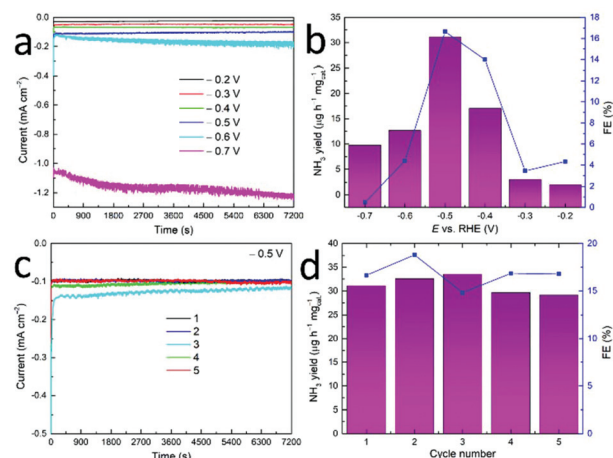 a
0.0
-0.2
-0.4
-0.6
-0.8
-1.0
-1.2
Current (mA cm⁻²)
– 0.2 V
– 0.3 V
– 0.4 V
– 0.5 V
– 0.6 V
– 0.7 V
0 900 1800 2700 3600 4500 5400 6300 7200
Time (s)
b
35
30
25
20
15
10
5
0
NH₃ yield (μg h⁻¹ mg⁻¹cat.)
18
16
14
12
10
8
6
4
2
0
FE (%)
-0.7 -0.6 -0.5 -0.4 -0.3 -0.2
E vs. RHE (V)
c
– 0.5 V
0.0
-0.1
-0.2
-0.3
-0.4
-0.5
Current (mA cm⁻²)
1
2
3
4
5
0 900 1800 2700 3600 4500 5400 6300 7200
Time (s)
d
40
35
30
25
20
15
10
5
0
NH₃ yield (μg h⁻¹ mg⁻¹cat.)
20
15
10
5
0
FE (%)
1 2 3 4 5
Cycle number